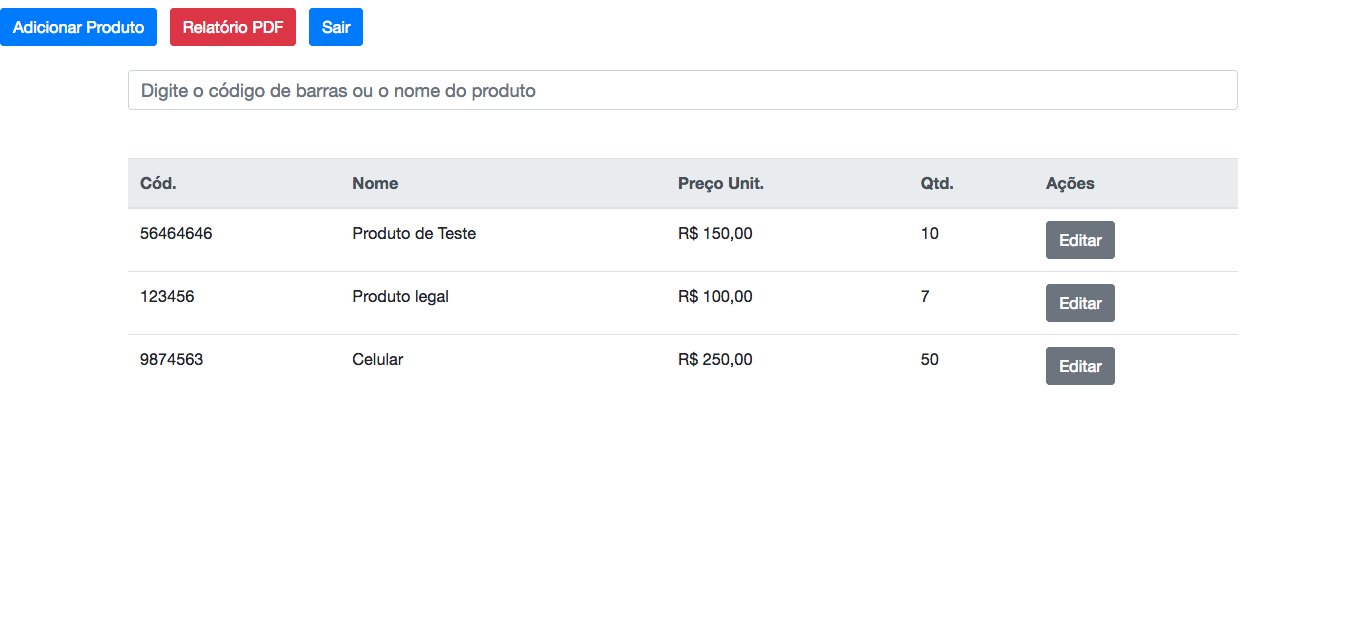 Adicionar Produto Relatório PDF Sair
Digite o código de barras ou o nome do produto
Cód. Nome Preço Unit. Qtd. Ações
56464646 Produto de Teste R$ 150,00 10 Editar
123456 Produto legal R$ 100,00 7 Editar
9874563 Celular R$ 250,00 50 Editar